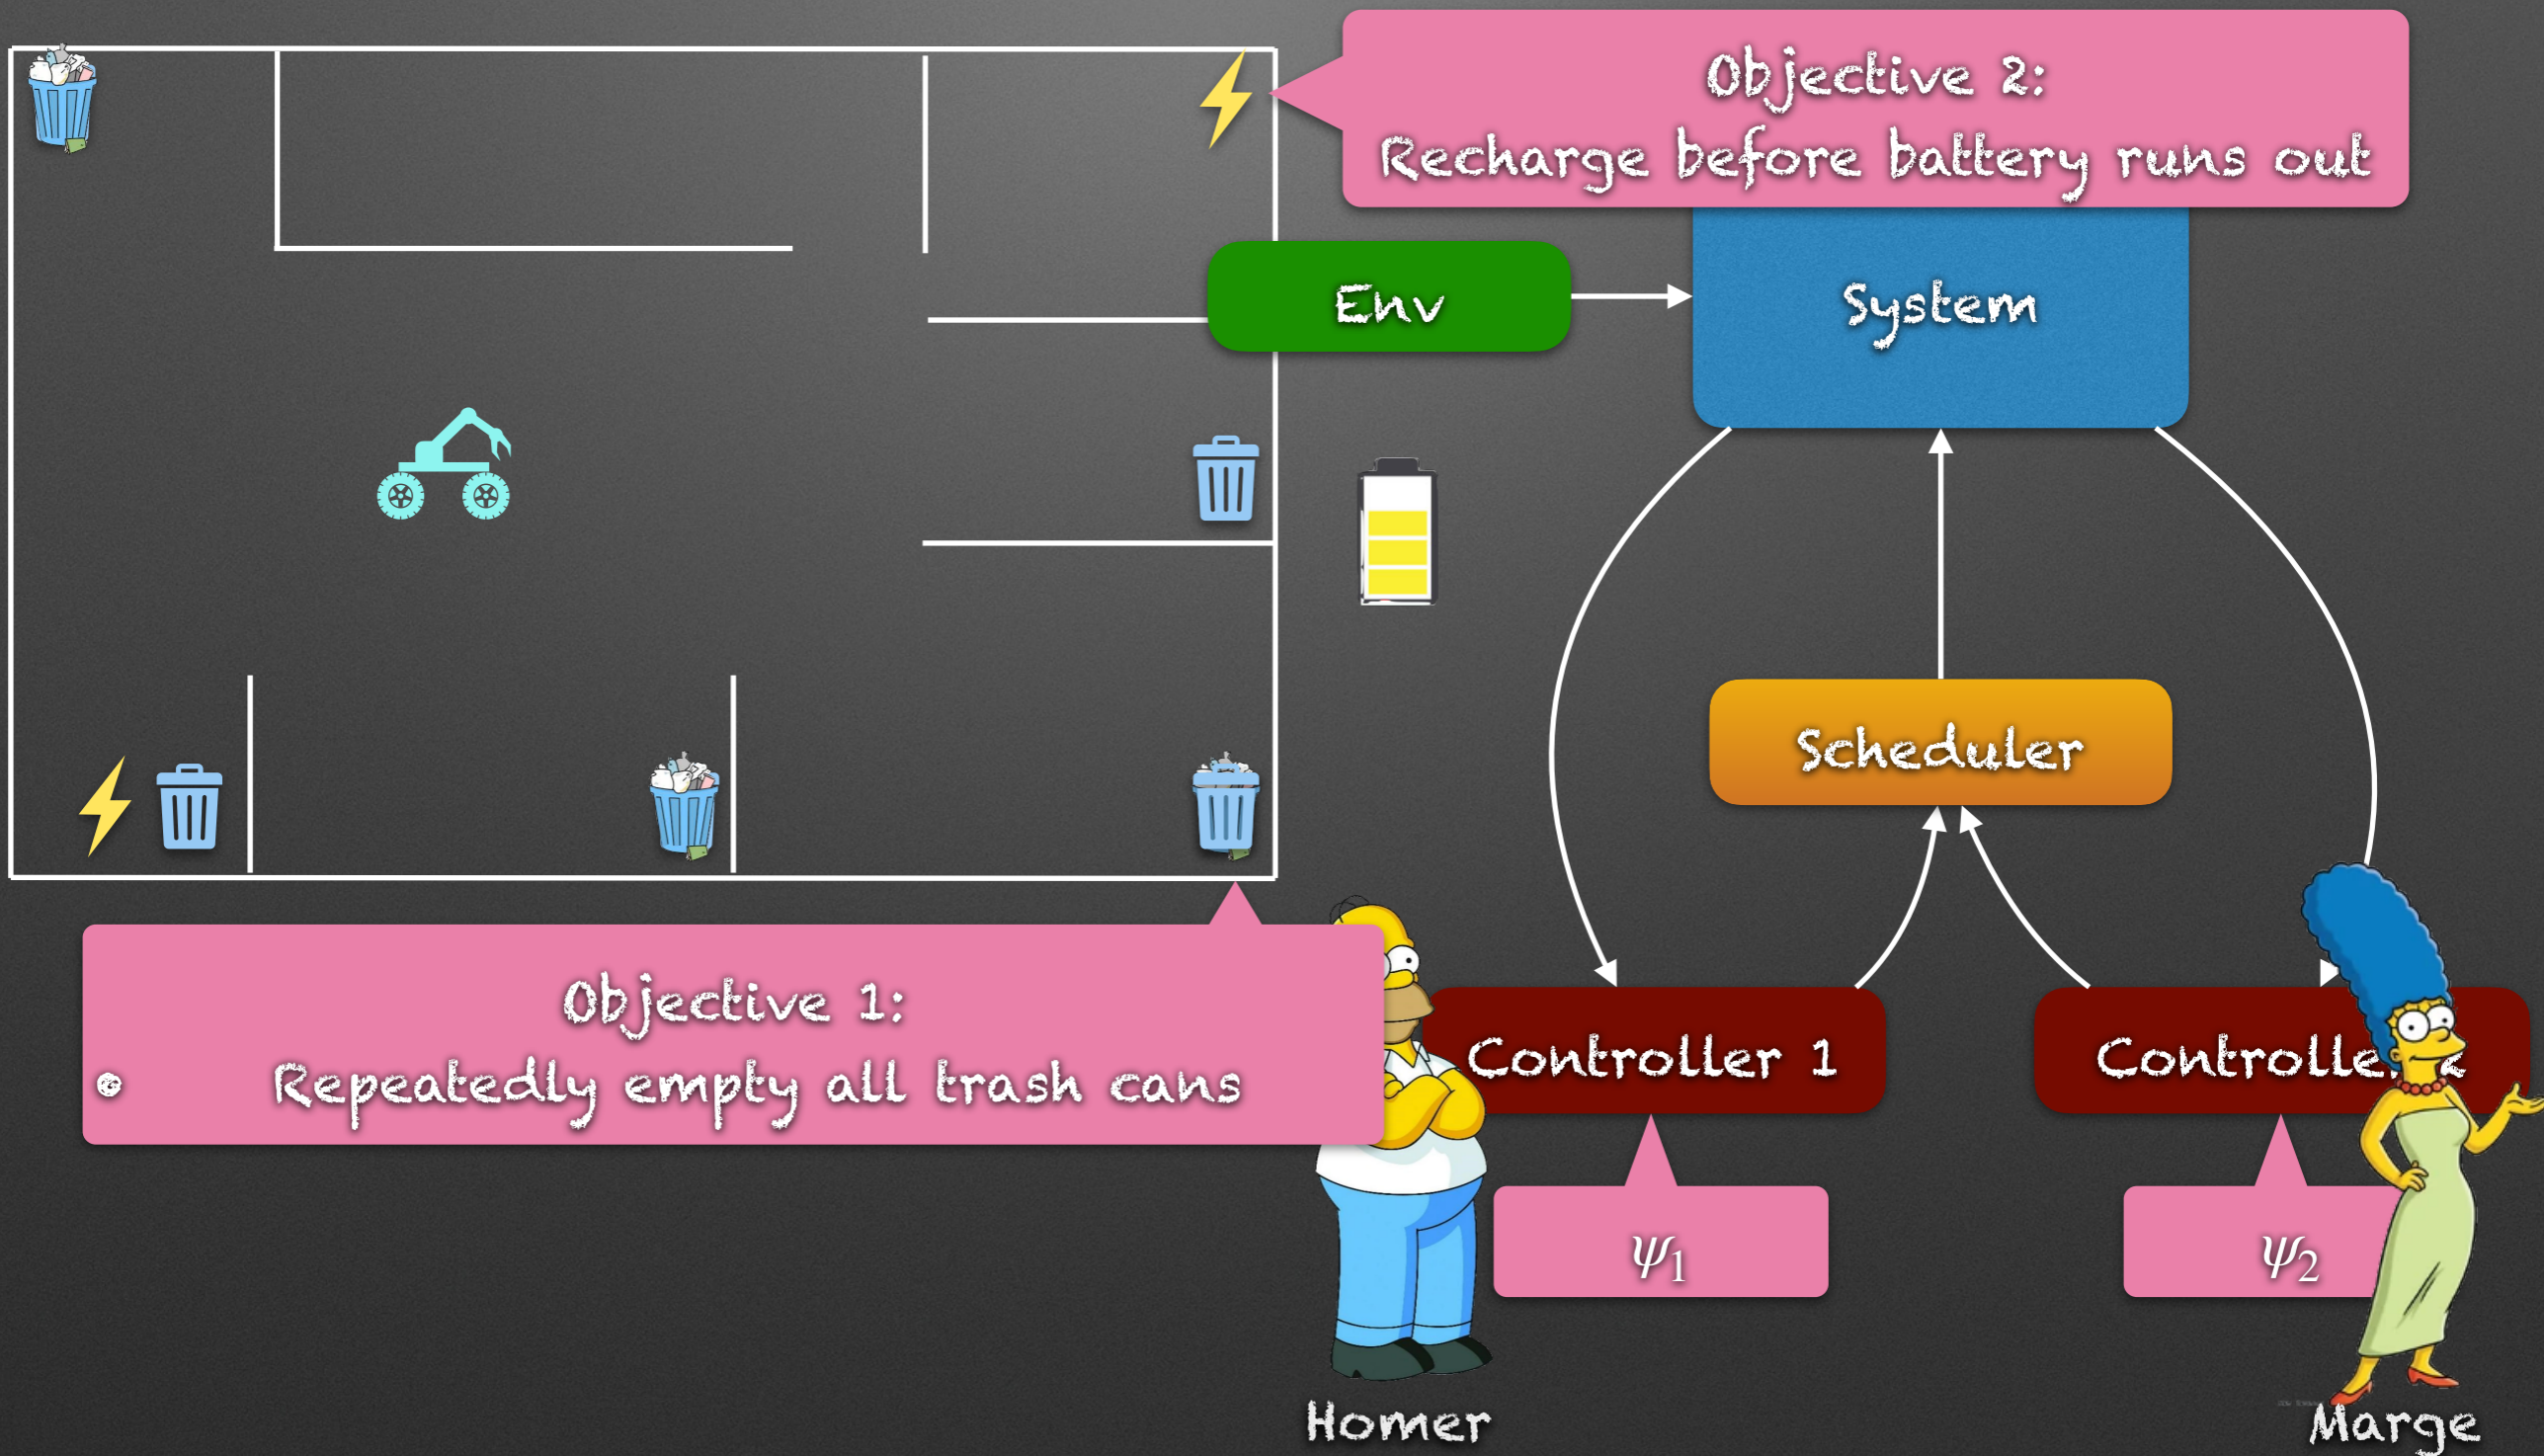 Objective 2:
Recharge before battery runs out
Env
System
Scheduler
Objective 1:
• Repeatedly empty all trash cans
Controller 1
ψ₁
ψ₂
Homer
Marge